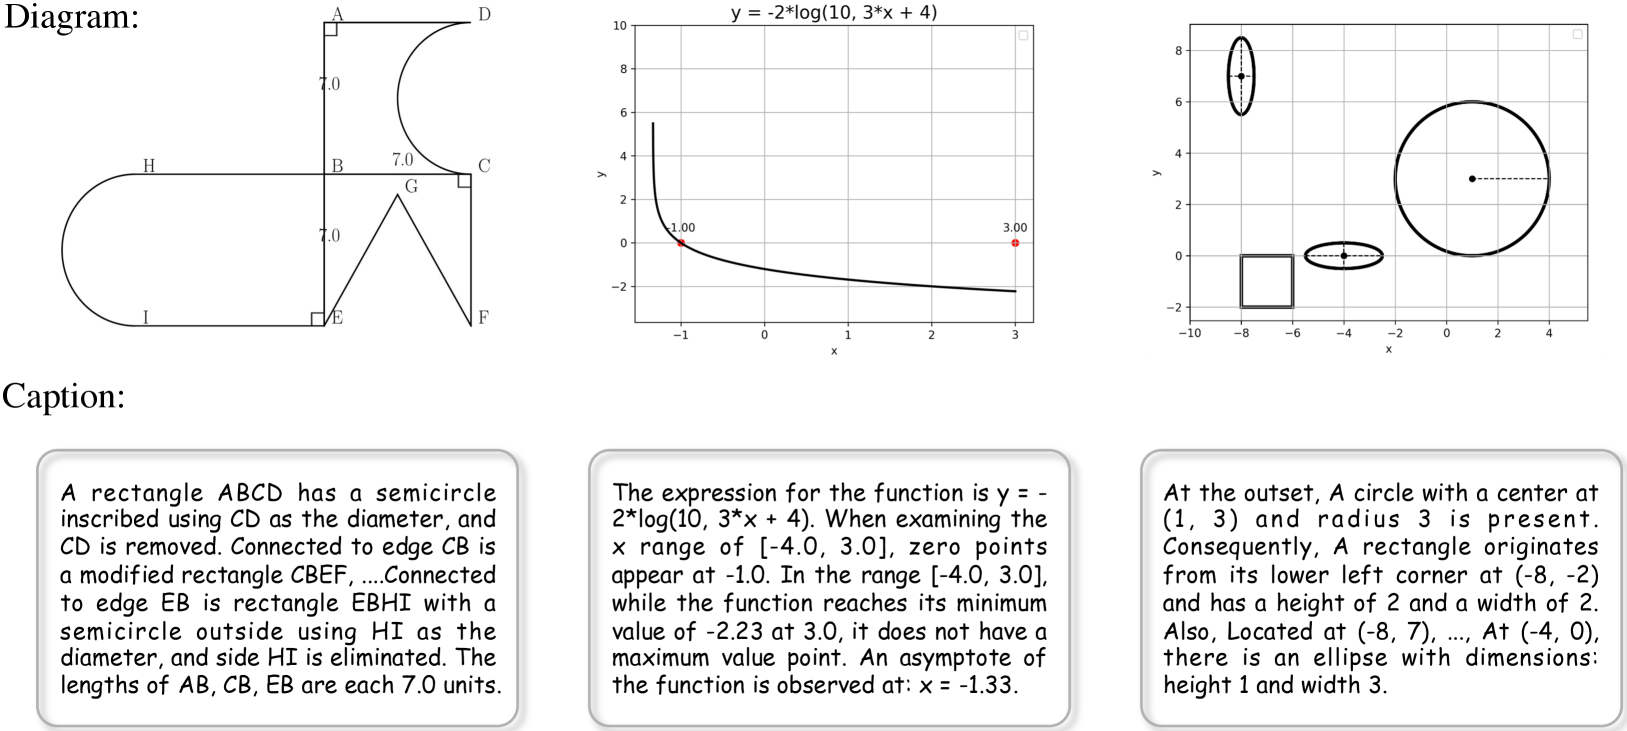 Diagram:
A
D
7.0
H
B
7.0
C
G
7.0
I
E
F
y = -2*log(10, 3*x + 4)
10
8
6
4
2
0
−2
y
-1.00
3.00
−1
0
1
2
3
x
8
6
4
2
0
−2
y
−10
−8
−6
−4
−2
0
2
4
x
Caption:
A rectangle ABCD has a semicircle
inscribed using CD as the diameter, and
CD is removed. Connected to edge CB is
a modified rectangle CBEF, ....Connected
to edge EB is rectangle EBHI with a
semicircle outside using HI as the
diameter, and side HI is eliminated. The
lengths of AB, CB, EB are each 7.0 units.
The expression for the function is y = -
2*log(10, 3*x + 4). When examining the
x range of [-4.0, 3.0], zero points
appear at -1.0. In the range [-4.0, 3.0],
while the function reaches its minimum
value of -2.23 at 3.0, it does not have a
maximum value point. An asymptote of
the function is observed at: x = -1.33.
At the outset, A circle with a center at
(1, 3) and radius 3 is present.
Consequently, A rectangle originates
from its lower left corner at (-8, -2)
and has a height of 2 and a width of 2.
Also, Located at (-8, 7), ..., At (-4, 0),
there is an ellipse with dimensions:
height 1 and width 3.